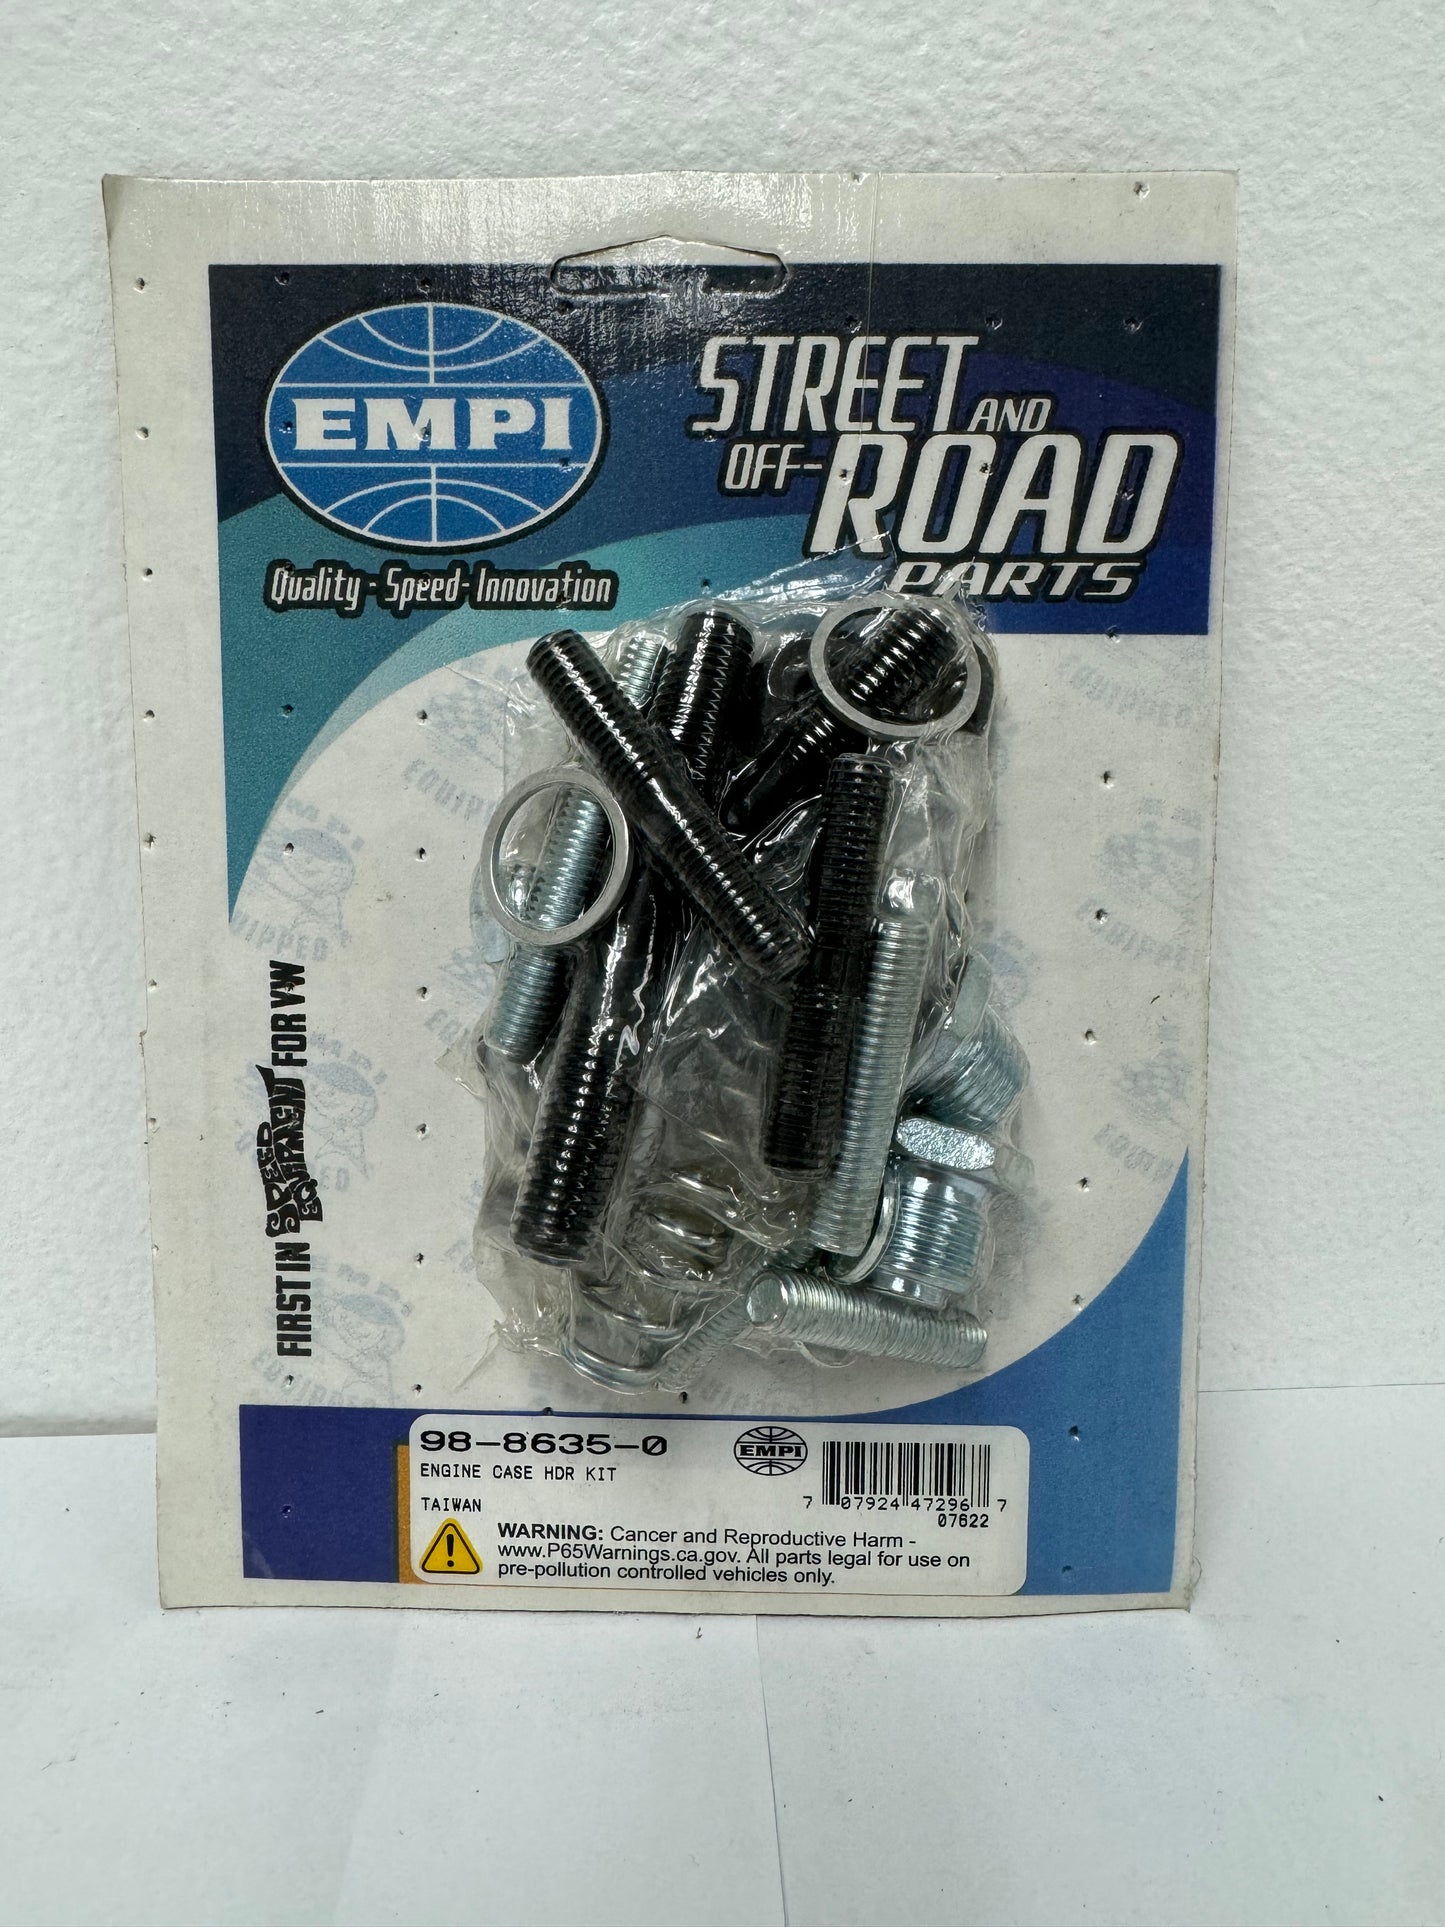 EMPI
Quality - Speed - Innovation
STREET AND
OFF-ROAD
PARTS
FIRST IN SPEED EQUIPMENT FOR VW
98-8635-0
ENGINE CASE HDR KIT
TAIWAN
EMPI
7 07924 47296 7
07622
WARNING: Cancer and Reproductive Harm -
www.P65Warnings.ca.gov. All parts legal for use on
pre-pollution controlled vehicles only.